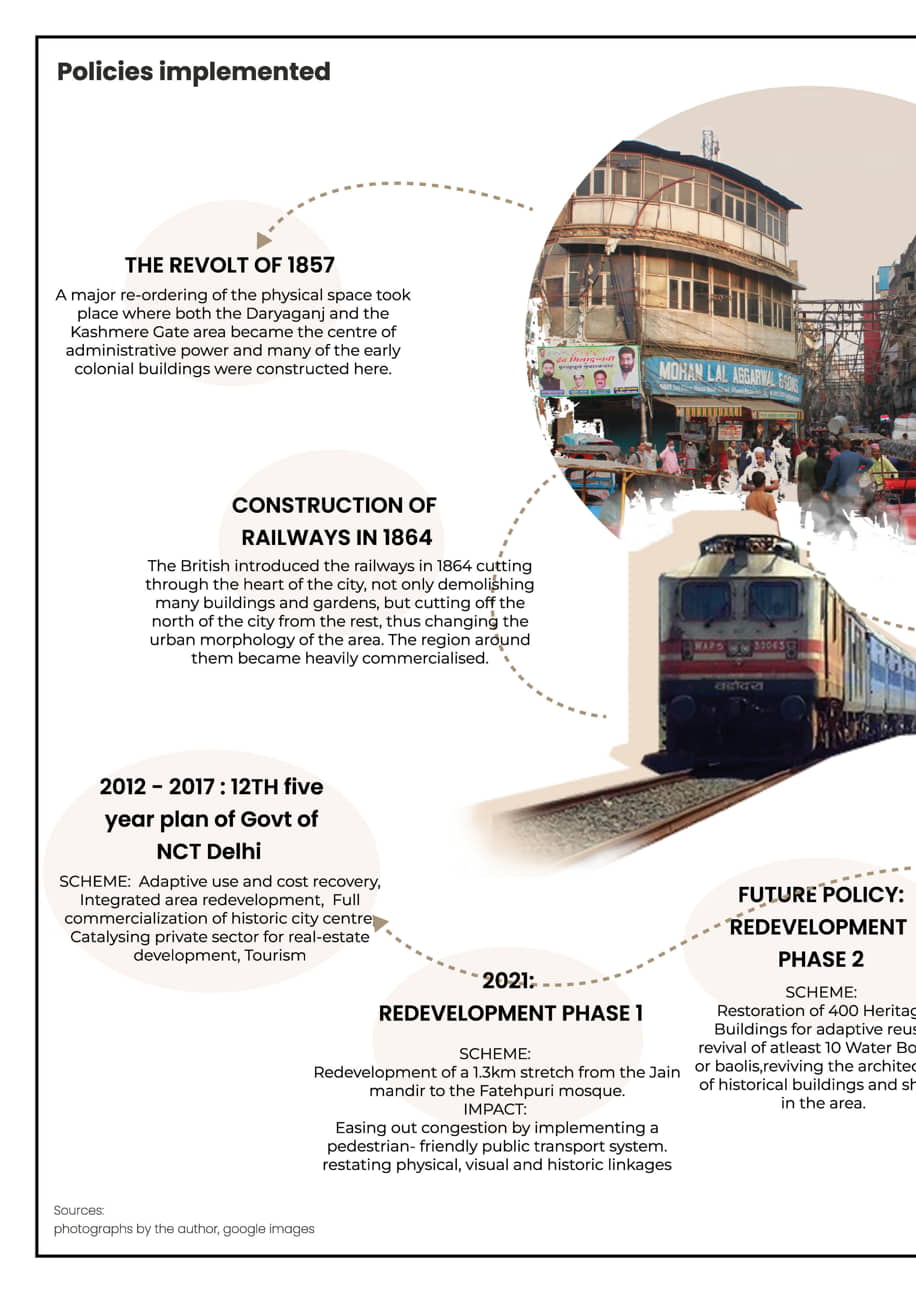 Policies implemented
THE REVOLT OF 1857
A major re-ordering of the physical space took
place where both the Daryaganj and the
Kashmere Gate area became the centre of
administrative power and many of the early
colonial buildings were constructed here.
MOHAN LAL AGGARWAL & SONS
CONSTRUCTION OF
RAILWAYS IN 1864
The British introduced the railways in 1864 cutting
through the heart of the city, not only demolishing
many buildings and gardens, but cutting off the
north of the city from the rest, thus changing the
urban morphology of the area. The region around
them became heavily commercialised.
WAP5
वडोदरा
2012 - 2017 : 12TH five
year plan of Govt of
NCT Delhi
SCHEME:  Adaptive use and cost recovery,
Integrated area redevelopment,  Full
commercialization of historic city centre
Catalysing private sector for real-estate
development, Tourism
2021:
REDEVELOPMENT PHASE 1
SCHEME:
Redevelopment of a 1.3km stretch from the Jain
mandir to the Fatehpuri mosque.
IMPACT:
Easing out congestion by implementing a
pedestrian- friendly public transport system.
restating physical, visual and historic linkages
FUTURE POLICY:
REDEVELOPMENT
PHASE 2
SCHEME:
Restoration of 400 Heritag
Buildings for adaptive reus
revival of atleast 10 Water Bo
or baolis,reviving the architec
of historical buildings and sh
in the area.
Sources:
photographs by the author, google images